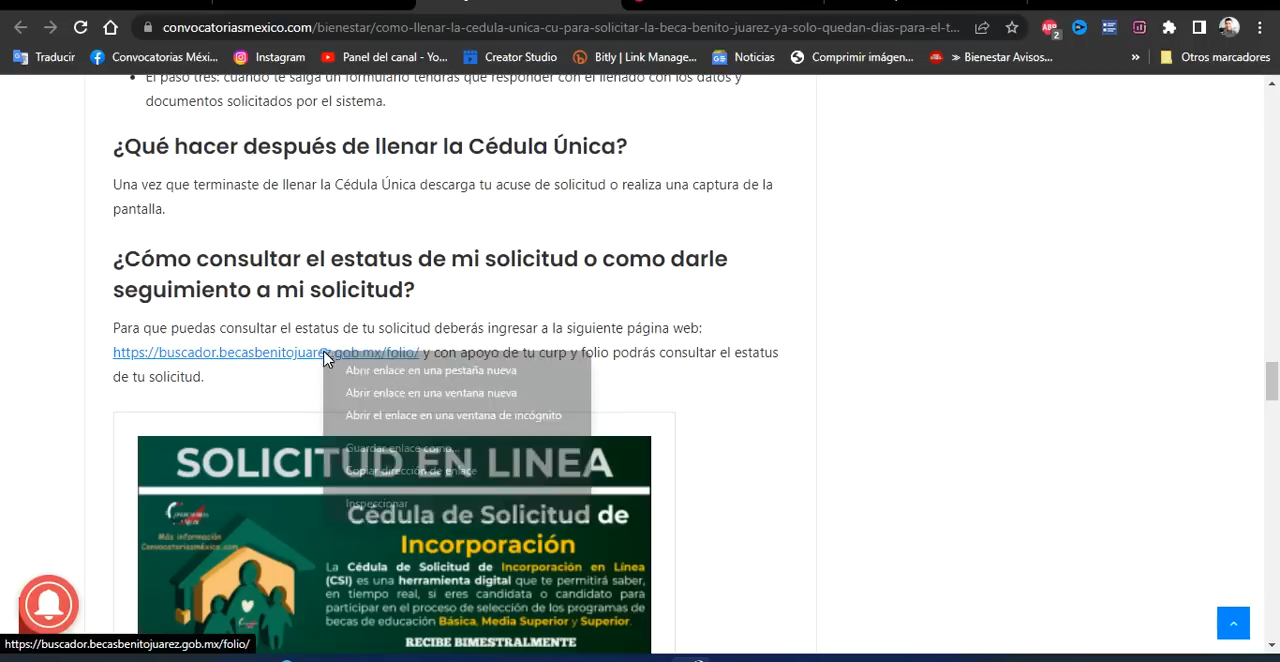 convocatoriasmexico.com/bienestar/como-llenar-la-cedula-unica-cu-para-solicitar-la-beca-benito-juarez-ya-solo-quedan-dias-para-el-t...
2
Traducir
Convocatorias Méxi...
Instagram
Panel del canal - Yo...
Creator Studio
Bitly | Link Manage...
Noticias
Comprimir imágen...
≫ Bienestar Avisos...
»
Otros marcadores
El paso tres: cuando te salga un formulario tendrás que responder con el llenado con los datos y
documentos solicitados por el sistema.
¿Qué hacer después de llenar la Cédula Única?
Una vez que terminaste de llenar la Cédula Única descarga tu acuse de solicitud o realiza una captura de la
pantalla.
¿Cómo consultar el estatus de mi solicitud o como darle
seguimiento a mi solicitud?
Para que puedas consultar el estatus de tu solicitud deberás ingresar a la siguiente página web:
https://buscador.becasbenitojuarez.gob.mx/folio/ y con apoyo de tu curp y folio podrás consultar el estatus
de tu solicitud.
Abrir enlace en una pestaña nueva
Abrir enlace en una ventana nueva
Abrir el enlace en una ventana de incógnito
Guardar enlace como...
Copiar dirección de enlace
Inspeccionar
SOLICITUD EN LINEA
Más información
Convocatoriasméxico.com
Cédula de Solicitud de
Incorporación
La Cédula de Solicitud de Incorporación en Línea
(CSI) es una herramienta digital que te permitirá saber,
en tiempo real, si eres candidata o candidato para
participar en el proceso de selección de los programas de
becas de educación Básica, Media Superior y Superior.
RECIBE BIMESTRALMENTE
https://buscador.becasbenitojuarez.gob.mx/folio/